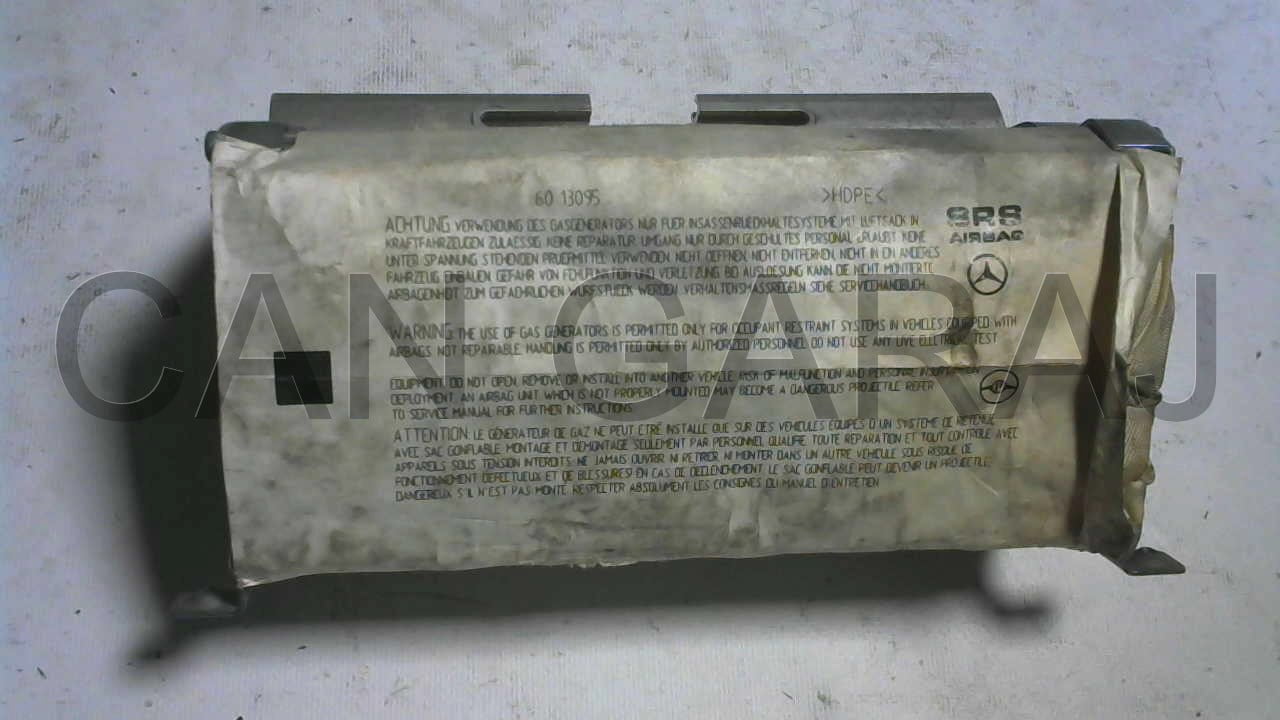 60 13095 >HDPE<
SRS
AIRBAG
ACHTUNG VERWENDUNG DES GASGENERATORS NUR FUER INSASSENRUECKHALTESYSTEME MIT LUFTSACK IN
KRAFTFAHRZEUGEN ZULAESSIG. KEINE REPARATUR. UMGANG NUR DURCH GESCHULTES PERSONAL ERLAUBT. KEINE
UNTER SPANNUNG STEHENDEN PRUEFMITTEL VERWENDEN. NICHT OEFFNEN, NICHT ENTFERNEN, NICHT IN EIN ANDERES
FAHRZEUG EINBAUEN. GEFAHR VON FEHLFUNKTION UND VERLETZUNG. BEI AUSLOESUNG KANN DIE NICHT MONTIERTE
AIRBAGEINHEIT ZUM GEFAEHRLICHEN WURFSTUECK WERDEN. VERHALTENSMASSREGELN SIEHE SERVICEHANDBUCH.
WARNING: THE USE OF GAS GENERATORS IS PERMITTED ONLY FOR OCCUPANT RESTRAINT SYSTEMS IN VEHICLES EQUIPPED WITH
AIRBAGS. NOT REPARABLE. HANDLING IS PERMITTED ONLY BY AUTHORIZED PERSONNEL. DO NOT USE ANY LIVE ELECTRICAL TEST
EQUIPMENT. DO NOT OPEN, REMOVE OR INSTALL INTO ANOTHER VEHICLE. RISK OF MALFUNCTION AND PERSONAL
DEPLOYMENT. AN AIRBAG UNIT WHICH IS NOT PROPERLY MOUNTED MAY BECOME A DANGEROUS PROJECTILE. REFER
TO SERVICE MANUAL FOR FURTHER INSTRUCTIONS.
ATTENTION: LE GENERATEUR DE GAZ NE PEUT ETRE INSTALLE QUE SUR DES VEHICULES EQUIPES D UN SYSTEME DE RETENUE
AVEC SAC GONFLABLE. MONTAGE ET DEMONTAGE SEULEMENT PAR PERSONNEL QUALIFIE. TOUTE REPARATION ET TOUT CONTROLE AVEC
APPAREILS SOUS TENSION INTERDITS. NE JAMAIS OUVRIR NI RETIRER NI MONTER DANS UN AUTRE VEHICULE SOUS RISQUE DE
FONCTIONNEMENT DEFECTUEUX ET DE BLESSURES! EN CAS DE DECLENCHEMENT, LE SAC GONFLABLE PEUT DEVENIR UN PROJECTILE
DANGEREUX S'IL N'EST PAS MONTE. RESPECTER ABSOLUMENT LES CONSIGNES DU MANUEL D'ENTRETIEN
CAN GARAJ